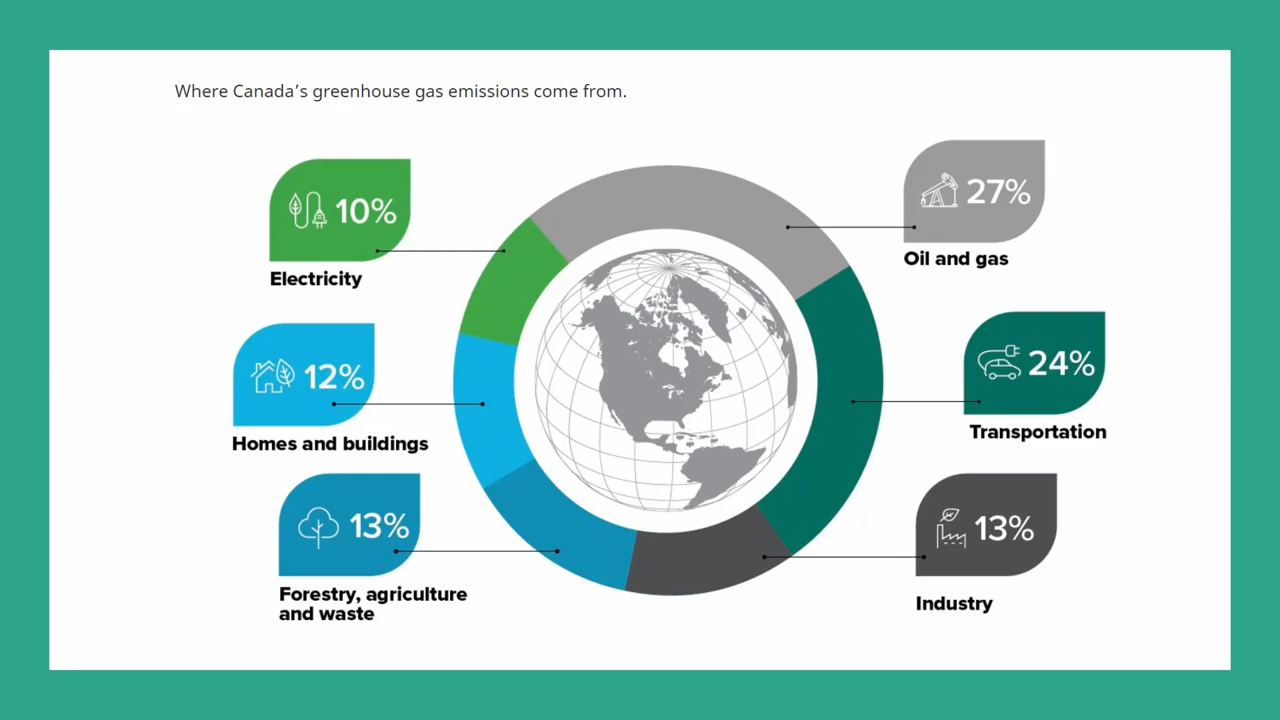 Where Canada’s greenhouse gas emissions come from.
10%
Electricity
27%
Oil and gas
12%
Homes and buildings
24%
Transportation
13%
Forestry, agriculture
and waste
13%
Industry